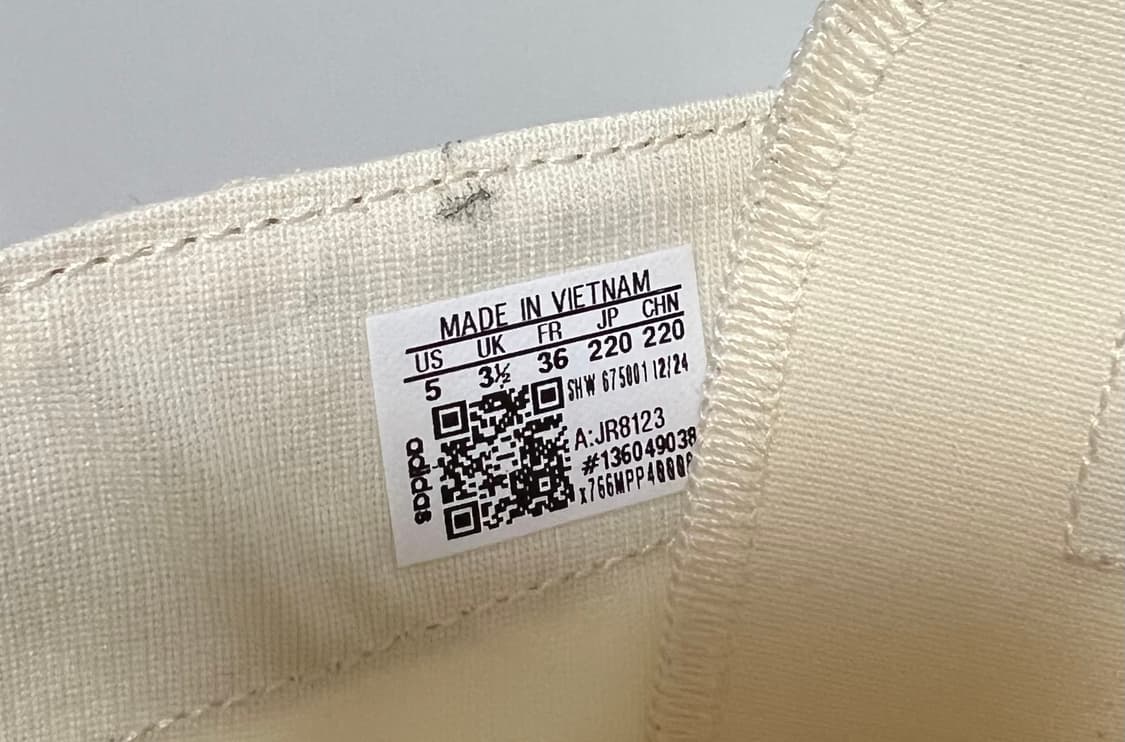 MADE IN VIETNAM
US UK FR JP CHN
5 3½ 36 220 220
SHW 675001 12/24
A:JR8123
#136049038
adidas